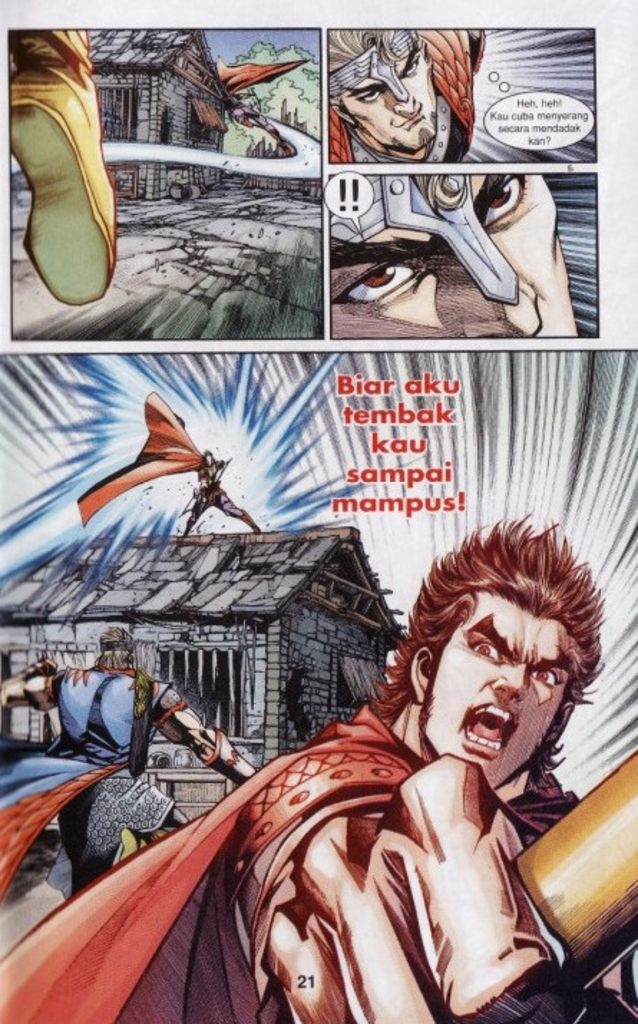 Heh, heh!
Kau cuba menyerang
secara mendadak
kan?
!!
Biar aku
tembak
kau
sampai
mampus!
21